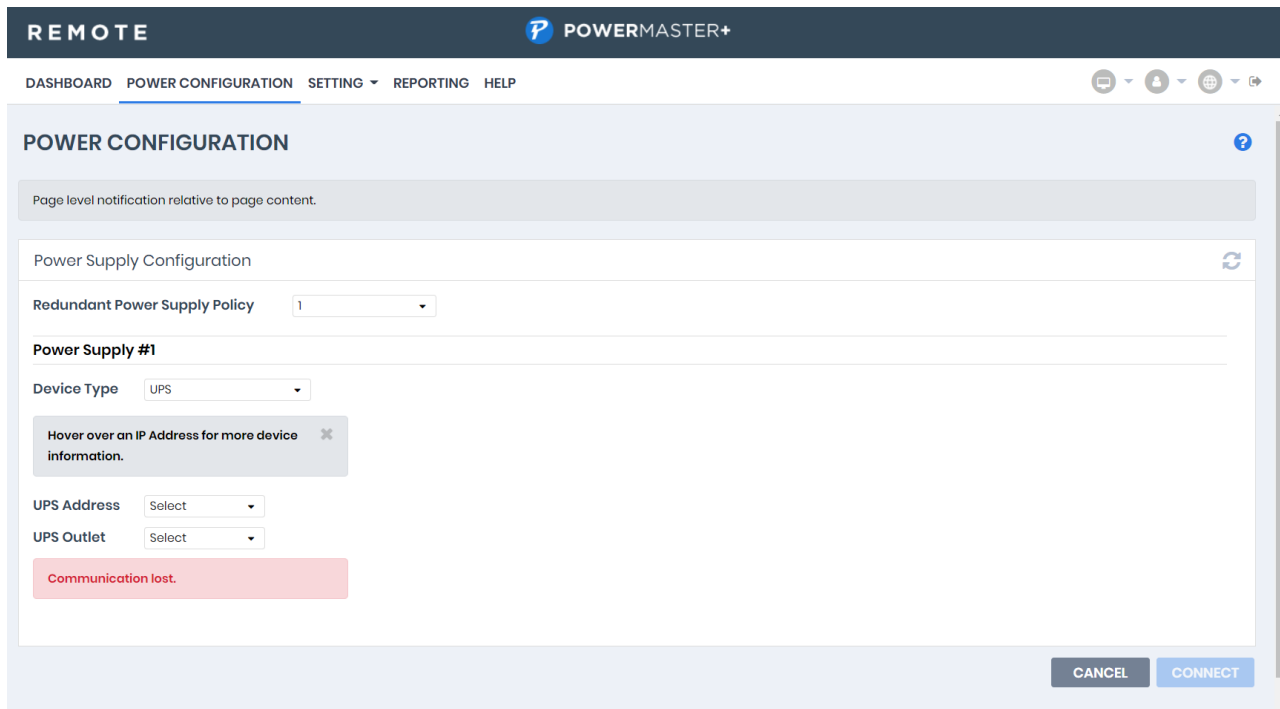 REMOTE
POWERMASTER+
DASHBOARD POWER CONFIGURATION SETTING REPORTING HELP
POWER CONFIGURATION
?
Page level notification relative to page content.
Power Supply Configuration
Redundant Power Supply Policy 1
Power Supply #1
Device Type UPS
Hover over an IP Address for more device
information.
UPS Address Select
UPS Outlet Select
Communication lost.
CANCEL CONNECT